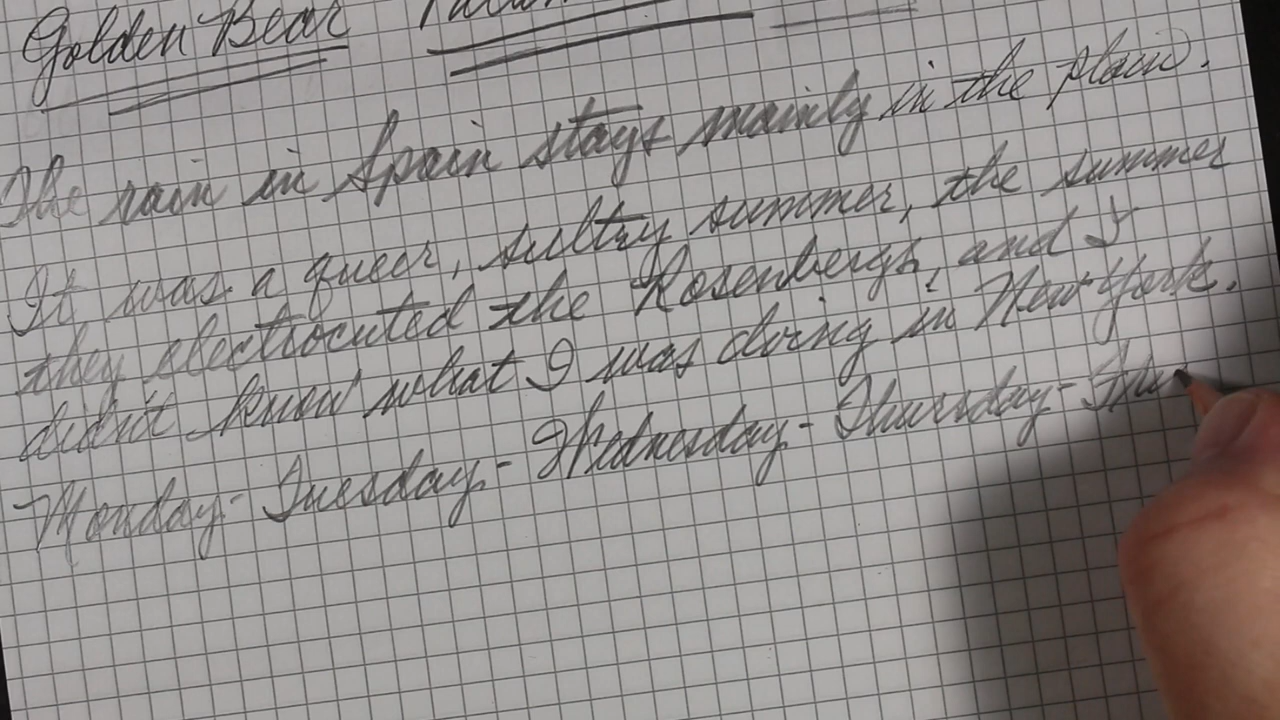 Golden Bear
The rain in Spain stays mainly in the plain.
It was a queer, sultry summer, the summer
they electrocuted the Rosenbergs, and I
didn't know what I was doing in New York.
Monday - Tuesday - Wednesday - Thursday - Fri